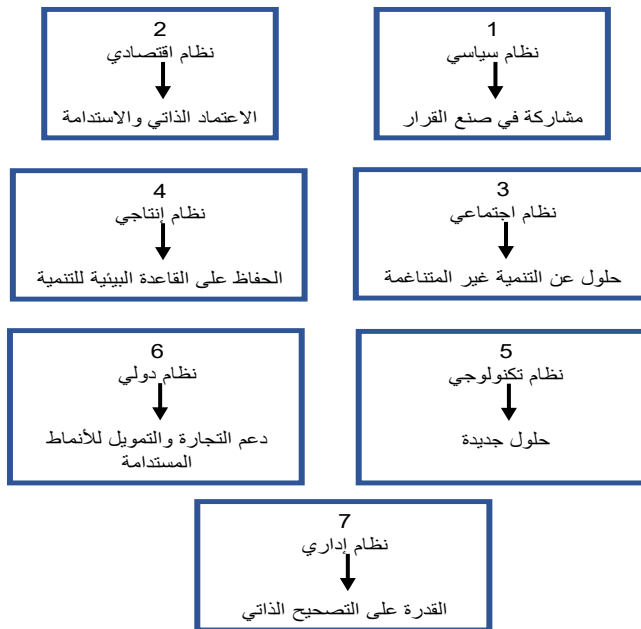 1
نظام سياسي
مشاركة في صنع القرار
2
نظام اقتصادي
الاعتماد الذاتي والاستدامة
3
نظام اجتماعي
حلول عن التنمية غير المتناغمة
4
نظام إنتاجي
الحفاظ على القاعدة البيئية للتنمية
5
نظام تكنولوجي
حلول جديدة
6
نظام دولي
دعم التجارة والتمويل للأنماط
المستدامة
7
نظام إداري
القدرة على التصحيح الذاتي